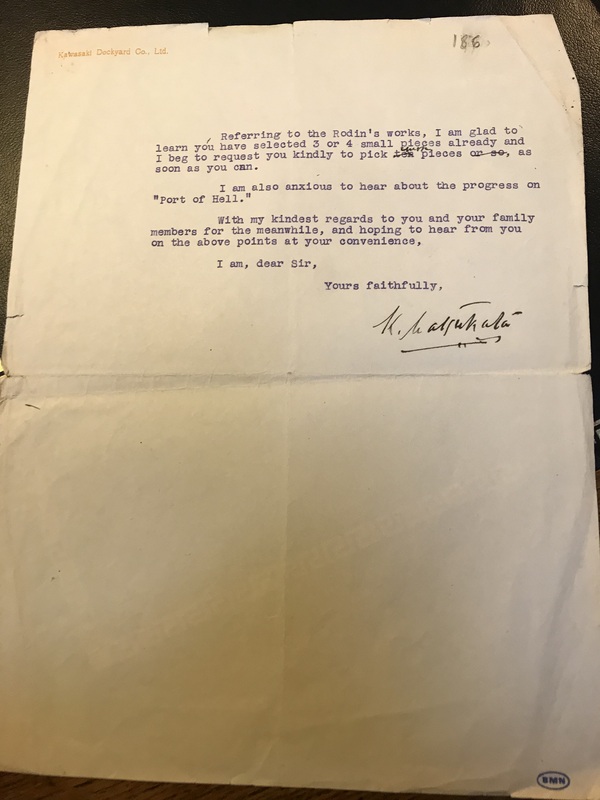 Kawasaki Dockyard Co., Ltd.
186
Referring to the Rodin's works, I am glad to
learn you have selected 3 or 4 small pieces already and
I beg to request you kindly to pick ten pieces or so, as
soon as you can.
I am also anxious to hear about the progress on
"Port of Hell."
With my kindest regards to you and your family
members for the meanwhile, and hoping to hear from you
on the above points at your convenience,
I am, dear Sir,
Yours faithfully,
K. Matsukata
BMN